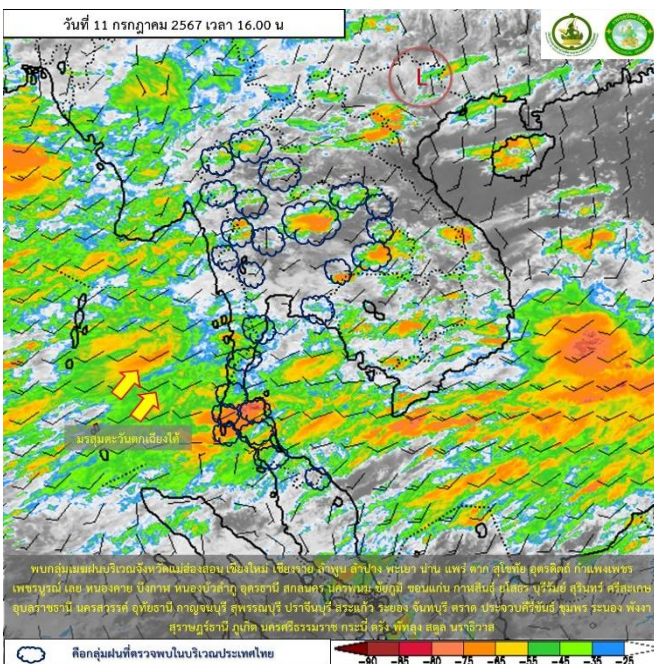 วันที่ 11 กรกฎาคม 2567 เวลา 16.00 น
L
มรสุมตะวันตกเฉียงใต้
พบกลุ่มเมฆฝนบริเวณจังหวัดแม่ฮ่องสอน เชียงใหม่ เชียงราย ลำพูน ลำปาง พะเยา น่าน แพร่ ตาก สุโขทัย อุตรดิตถ์ กำแพงเพชร
เพชรบูรณ์ เลย หนองคาย บึงกาฬ หนองบัวลำภู อุดรธานี สกลนคร นครพนม ชัยภูมิ ขอนแก่น กาฬสินธุ์ ยโสธร บุรีรัมย์ สุรินทร์ ศรีสะเกษ
อุบลราชธานี นครสวรรค์ อุทัยธานี กาญจนบุรี สุพรรณบุรี ปราจีนบุรี สระแก้ว ระยอง จันทบุรี ตราด ประจวบคีรีขันธ์ ชุมพร ระนอง พังงา
สุราษฎร์ธานี ภูเก็ต นครศรีธรรมราช กระบี่ ตรัง พัทลุง สตูล นราธิวาส
คือกลุ่มฝนที่ตรวจพบในบริเวณประเทศไทย
-90 -85 -80 -75 -65 -55 -45 -35 -25